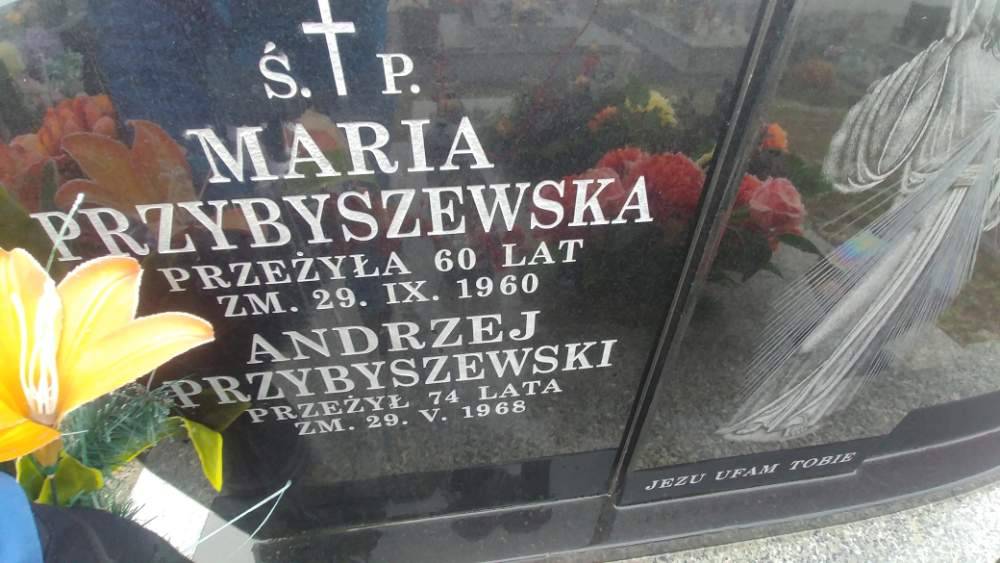 Ś. P.
MARIA
PRZYBYSZEWSKA
PRZEŻYŁA 60 LAT
ZM. 29. IX. 1960
ANDRZEJ
PRZYBYSZEWSKI
PRZEŻYŁ 74 LATA
ZM. 29. V. 1968
JEZU UFAM TOBIE